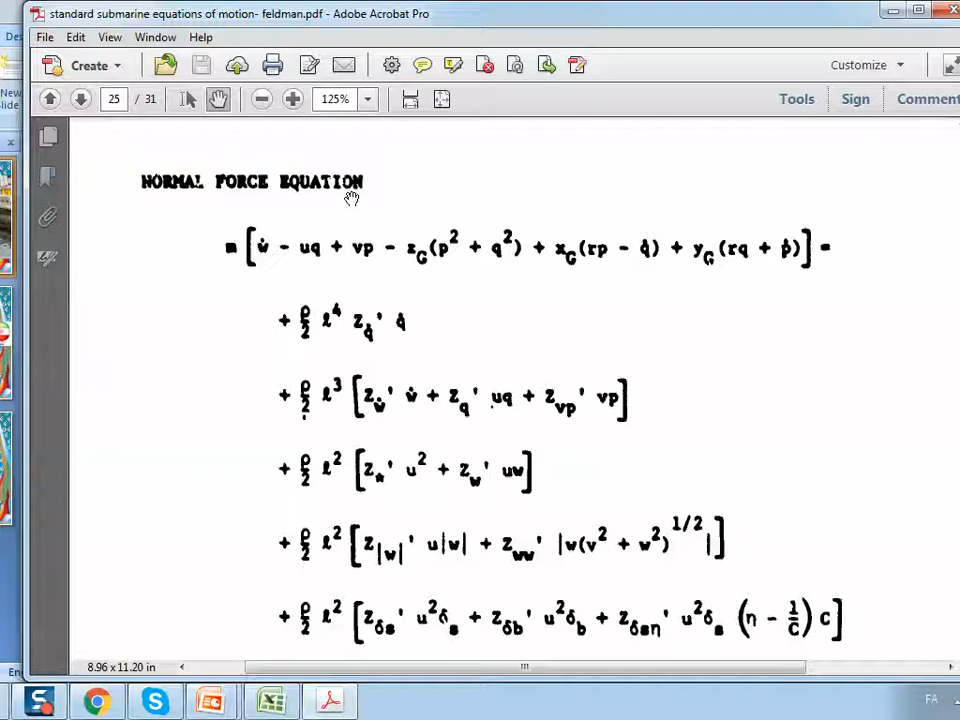 standard submarine equations of motion- feldman.pdf - Adobe Acrobat Pro
File Edit View Window Help
Create Customize
25 / 31 125% Tools Sign Comment
New
Slide
NORMAL FORCE EQUATION
m [ẇ - uq + vp - z_G(p² + q²) + x_G(rp - q̇) + y_G(rq + ṗ)] =
+ ρ/2 ℓ⁴ Z_q̇' q̇
+ ρ/2 ℓ³ [Z_ẇ' ẇ + Z_q' uq + Z_vp' vp]
+ ρ/2 ℓ² [Z_*' u² + Z_w' uw]
+ ρ/2 ℓ² [Z_|w|' u|w| + Z_ww' |w(v² + w²)^1/2|]
+ ρ/2 ℓ² [Z_δs' u²δ_s + Z_δb' u²δ_b + Z_δsη' u²δ_s (η - 1/C) C]
8.96 x 11.20 in
FA